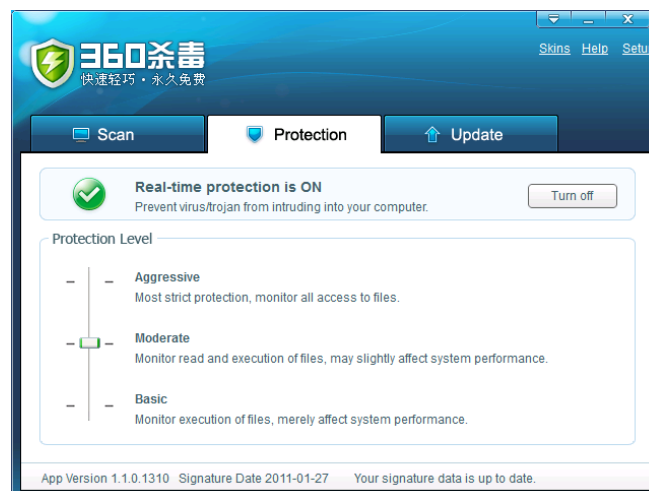 360杀毒
快速轻巧·永久免费
Skins Help Setu
Scan Protection Update
Real-time protection is ON
Prevent virus/trojan from intruding into your computer.
Turn off
Protection Level
Aggressive
Most strict protection, monitor all access to files.
Moderate
Monitor read and execution of files, may slightly affect system performance.
Basic
Monitor execution of files, merely affect system performance.
App Version 1.1.0.1310 Signature Date 2011-01-27 Your signature data is up to date.